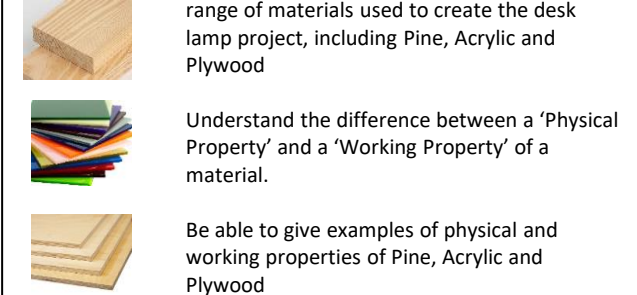 range of materials used to create the desk
lamp project, including Pine, Acrylic and
Plywood
Understand the difference between a ‘Physical
Property’ and a ‘Working Property’ of a
material.
Be able to give examples of physical and
working properties of Pine, Acrylic and
Plywood